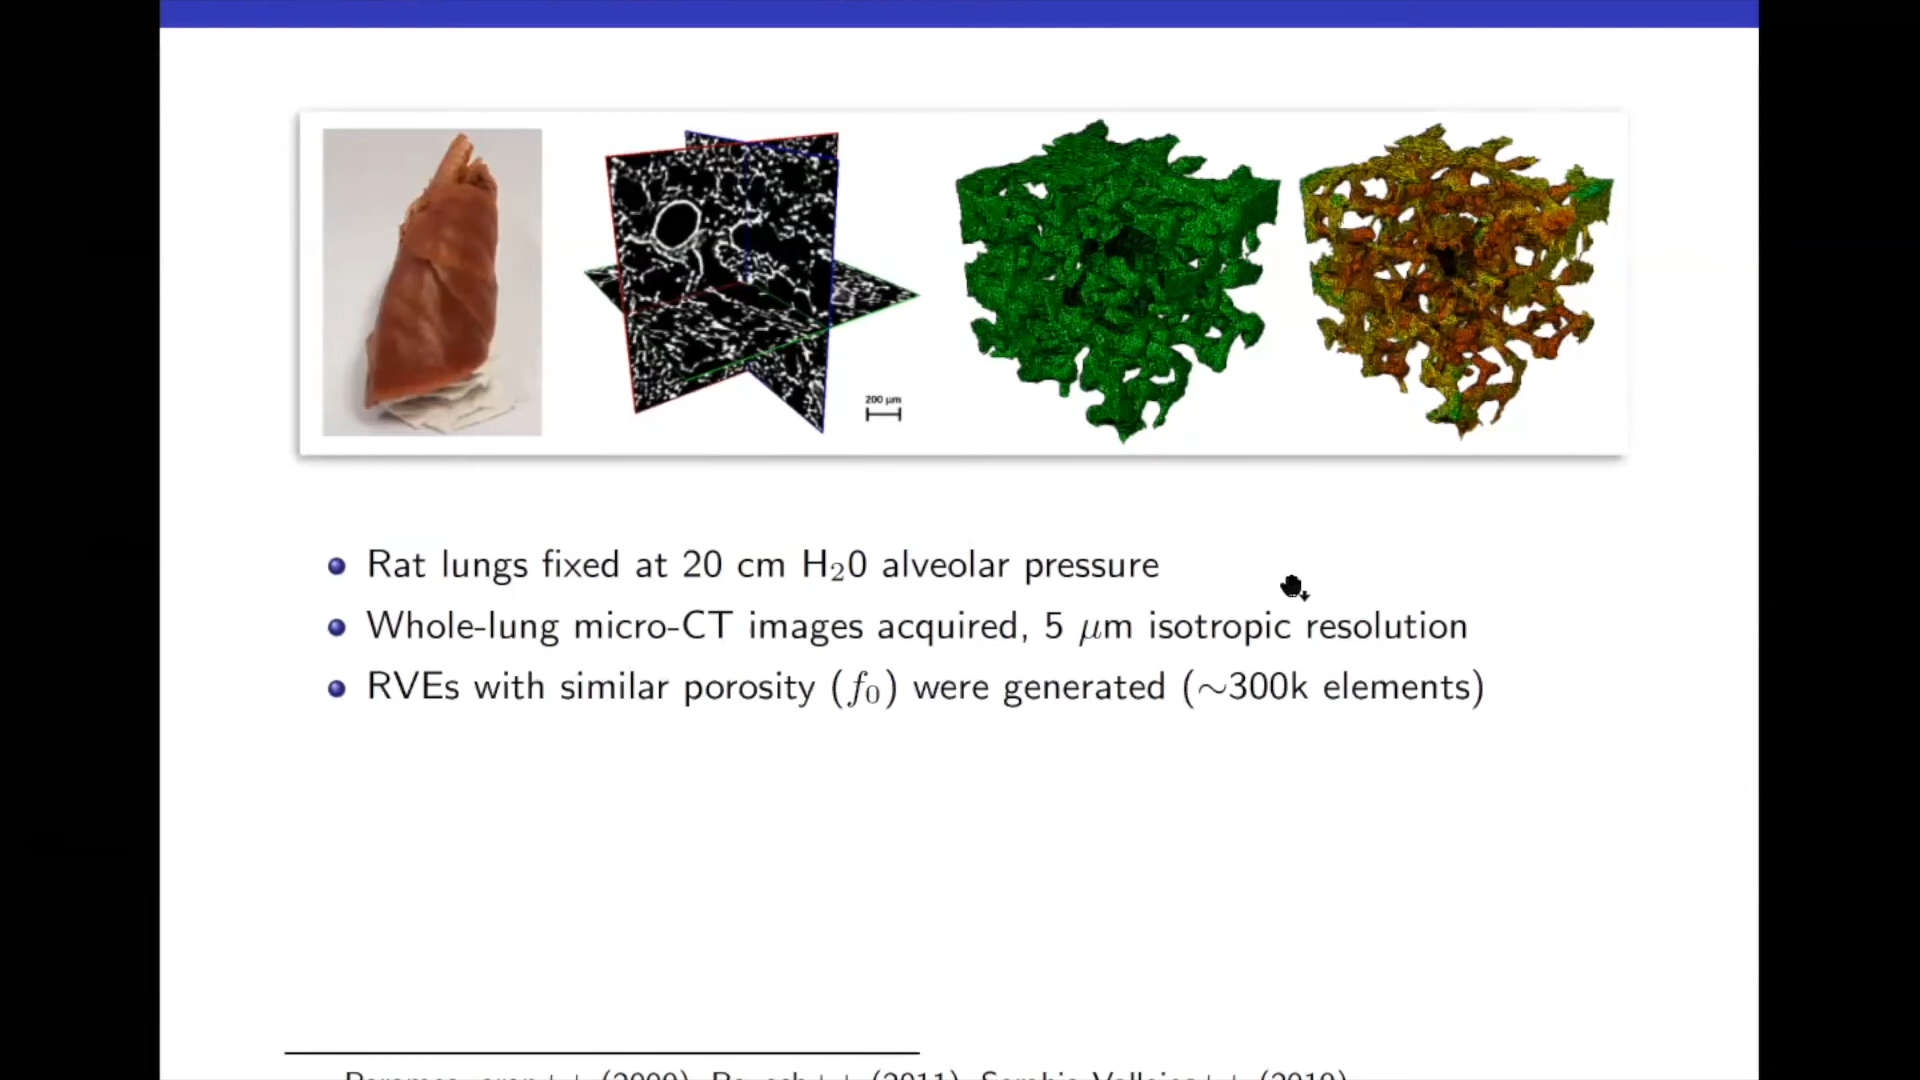 200 μm
Rat lungs fixed at 20 cm H₂0 alveolar pressure
Whole-lung micro-CT images acquired, 5 μm isotropic resolution
RVEs with similar porosity (f₀) were generated (~300k elements)